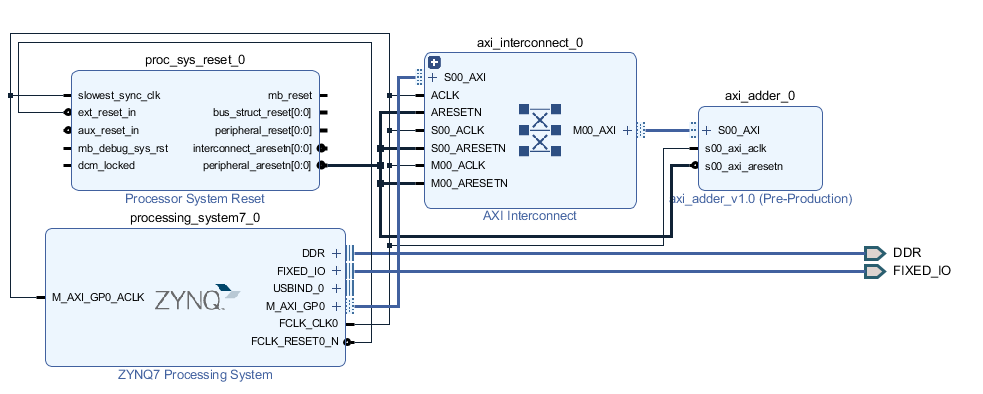 proc_sys_reset_0
slowest_sync_clk
ext_reset_in
aux_reset_in
mb_debug_sys_rst
dcm_locked
mb_reset
bus_struct_reset[0:0]
peripheral_reset[0:0]
interconnect_aresetn[0:0]
peripheral_aresetn[0:0]
Processor System Reset
axi_interconnect_0
S00_AXI
ACLK
ARESETN
S00_ACLK
S00_ARESETN
M00_ACLK
M00_ARESETN
M00_AXI
AXI Interconnect
axi_adder_0
S00_AXI
s00_axi_aclk
s00_axi_aresetn
axi_adder_v1.0 (Pre-Production)
processing_system7_0
M_AXI_GP0_ACLK
ZYNQ
DDR
FIXED_IO
USBIND_0
M_AXI_GP0
FCLK_CLK0
FCLK_RESET0_N
ZYNQ7 Processing System
DDR
FIXED_IO